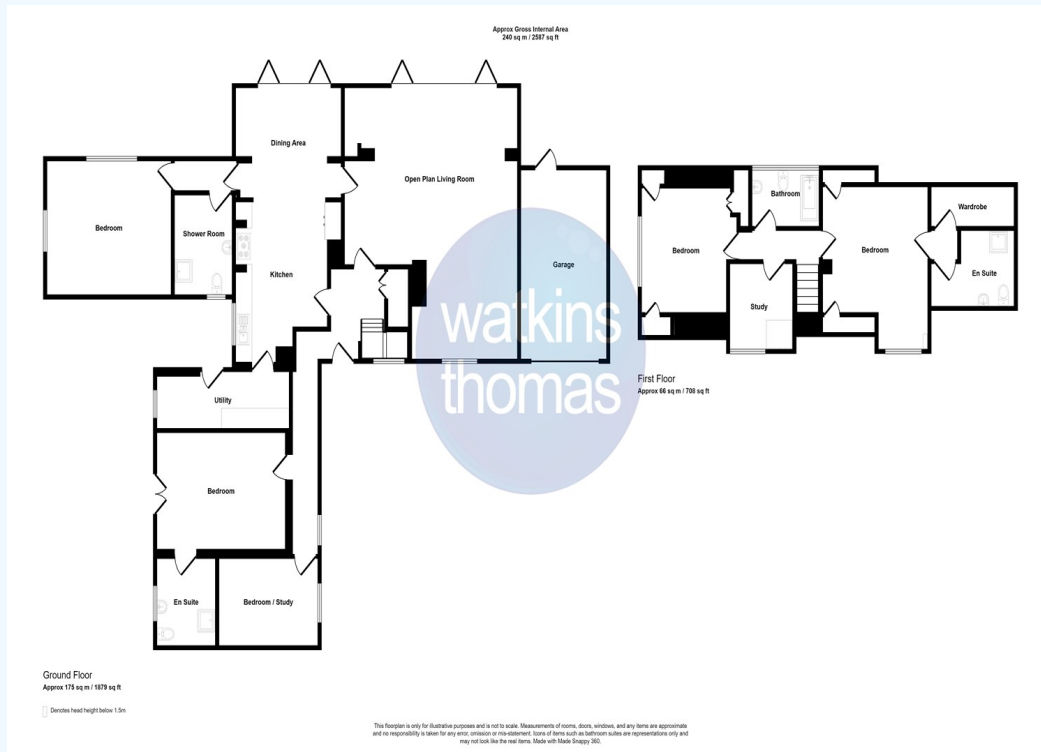 Approx Gross Internal Area
240 sq m / 2587 sq ft
Dining Area
Open Plan Living Room
Bedroom
Shower Room
Kitchen
Garage
Utility
Bedroom
En Suite
Bedroom / Study
Bathroom
Wardrobe
Bedroom
Bedroom
En Suite
Study
watkins
thomas
First Floor
Approx 66 sq m / 708 sq ft
Ground Floor
Approx 175 sq m / 1879 sq ft
Denotes head height below 1.5m
This floorplan is only for illustrative purposes and is not to scale. Measurements of rooms, doors, windows, and any items are approximate
and no responsibility is taken for any error, omission or mis-statement. Icons of items such as bathroom suites are representations only and
may not look like the real items. Made with Made Snappy 360.